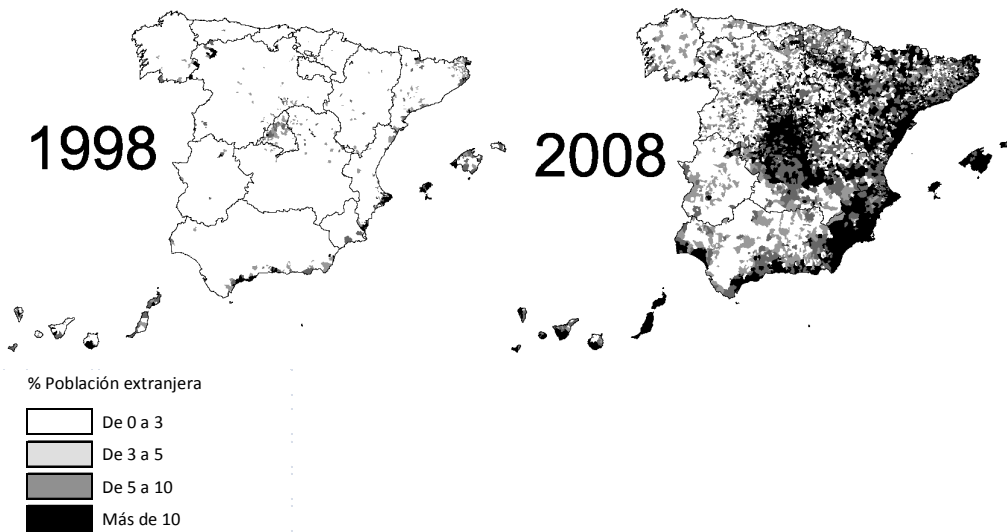 1998
2008
% Población extranjera
De 0 a 3
De 3 a 5
De 5 a 10
Más de 10